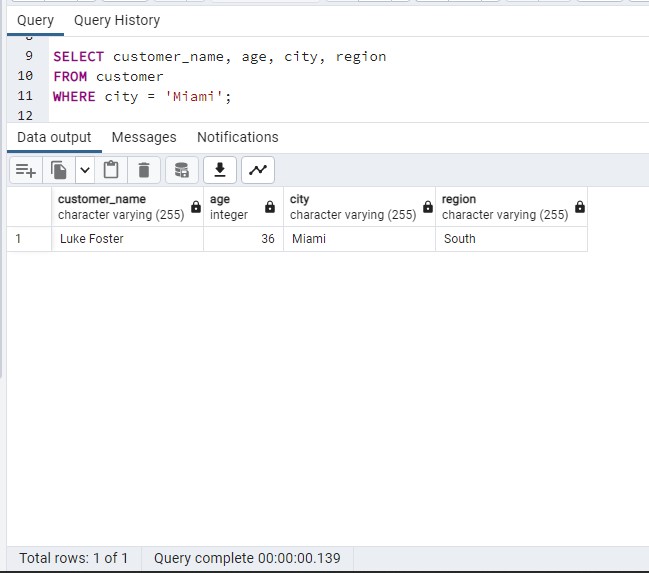 Query Query History
9 SELECT customer_name, age, city, region
10 FROM customer
11 WHERE city = 'Miami';
12
Data output Messages Notifications
customer_name age city region
character varying (255) integer character varying (255) character varying (255)
1 Luke Foster 36 Miami South
Total rows: 1 of 1 Query complete 00:00:00.139